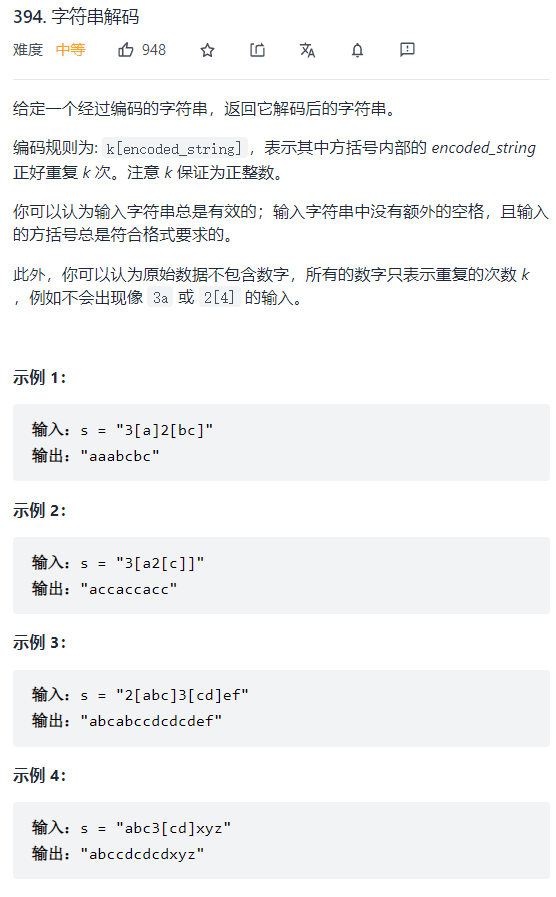 394. 字符串解码
难度 中等 948
给定一个经过编码的字符串，返回它解码后的字符串。
编码规则为: k[encoded_string]，表示其中方括号内部的 encoded_string
正好重复 k 次。注意 k 保证为正整数。
你可以认为输入字符串总是有效的；输入字符串中没有额外的空格，且输入
的方括号总是符合格式要求的。
此外，你可以认为原始数据不包含数字，所有的数字只表示重复的次数 k
，例如不会出现像 3a 或 2[4] 的输入。
示例 1：
输入：s = "3[a]2[bc]"
输出："aaabcbc"
示例 2：
输入：s = "3[a2[c]]"
输出："accaccacc"
示例 3：
输入：s = "2[abc]3[cd]ef"
输出："abcabccdcdcdef"
示例 4：
输入：s = "abc3[cd]xyz"
输出："abccdcdcdxyz"